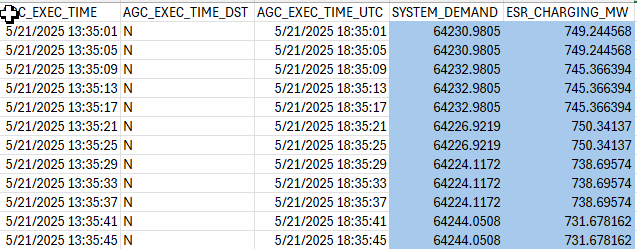 C_EXEC_TIME AGC_EXEC_TIME_DST AGC_EXEC_TIME_UTC SYSTEM_DEMAND ESR_CHARGING_MW
5/21/2025 13:35:01 N 5/21/2025 18:35:01 64230.9805 749.244568
5/21/2025 13:35:05 N 5/21/2025 18:35:05 64230.9805 749.244568
5/21/2025 13:35:09 N 5/21/2025 18:35:09 64232.9805 745.366394
5/21/2025 13:35:13 N 5/21/2025 18:35:13 64232.9805 745.366394
5/21/2025 13:35:17 N 5/21/2025 18:35:17 64232.9805 745.366394
5/21/2025 13:35:21 N 5/21/2025 18:35:21 64226.9219 750.34137
5/21/2025 13:35:25 N 5/21/2025 18:35:25 64226.9219 750.34137
5/21/2025 13:35:29 N 5/21/2025 18:35:29 64224.1172 738.69574
5/21/2025 13:35:33 N 5/21/2025 18:35:33 64224.1172 738.69574
5/21/2025 13:35:37 N 5/21/2025 18:35:37 64224.1172 738.69574
5/21/2025 13:35:41 N 5/21/2025 18:35:41 64244.0508 731.678162
5/21/2025 13:35:45 N 5/21/2025 18:35:45 64244.0508 731.678162